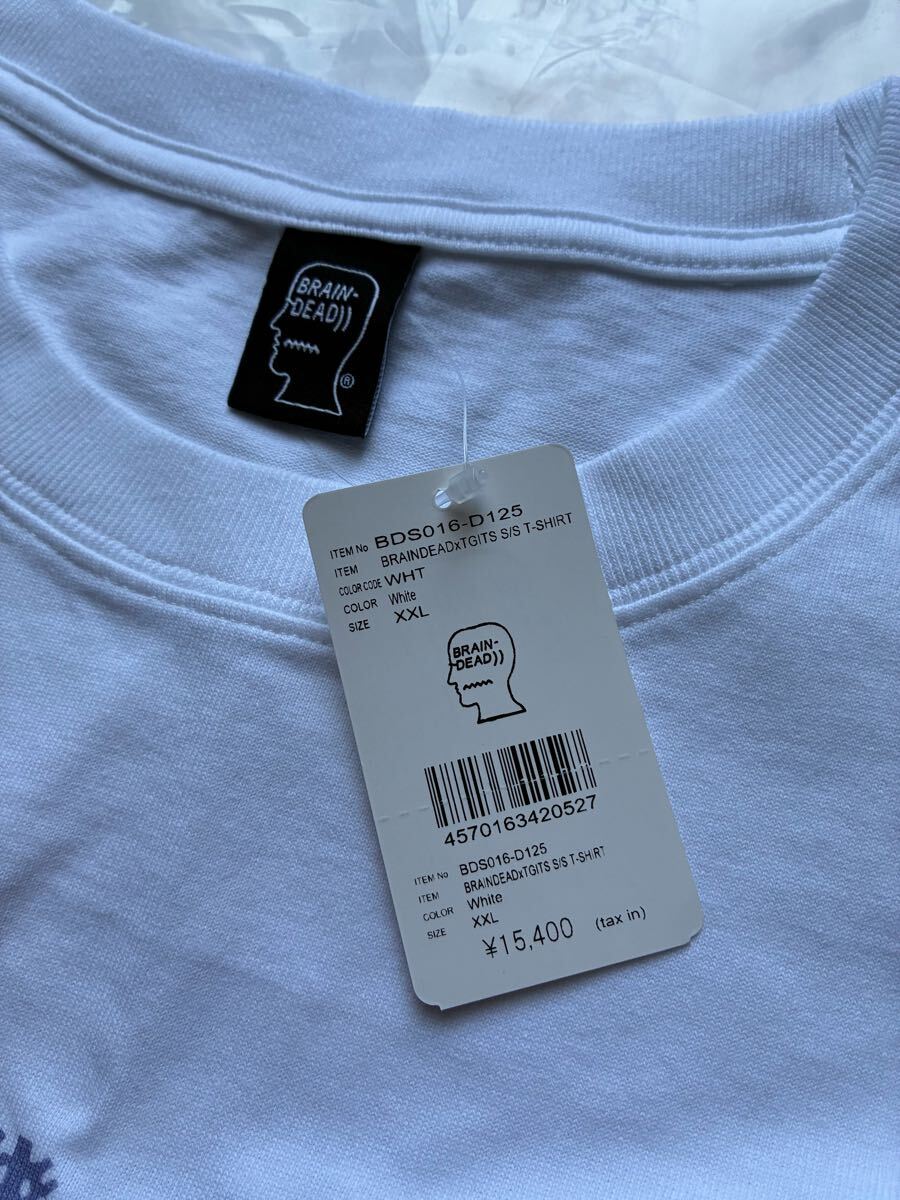 BRAIN-
DEAD))
®
ITEM No BDS016-D125
ITEM BRAINDEADxTGITS S/S T-SHIRT
COLOR CODE WHT
COLOR White
SIZE XXL
BRAIN-
DEAD))
4570163420527
ITEM No BDS016-D125
ITEM BRAINDEADxTGITS S/S T-SHIRT
COLOR White
SIZE XXL
¥15,400 (tax in)